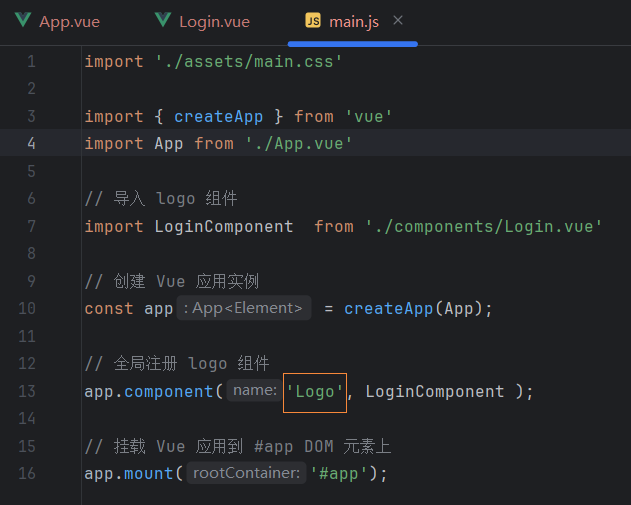 App.vue Login.vue JS main.js ×
1 import './assets/main.css'
2
3 import { createApp } from 'vue'
4 import App from './App.vue'
5
6 // 导入 logo 组件
7 import LoginComponent  from './components/Login.vue'
8
9 // 创建 Vue 应用实例
10 const app : App<Element> = createApp(App);
11
12 // 全局注册 logo 组件
13 app.component( name: 'Logo', LoginComponent );
14
15 // 挂载 Vue 应用到 #app DOM 元素上
16 app.mount( rootContainer: '#app');